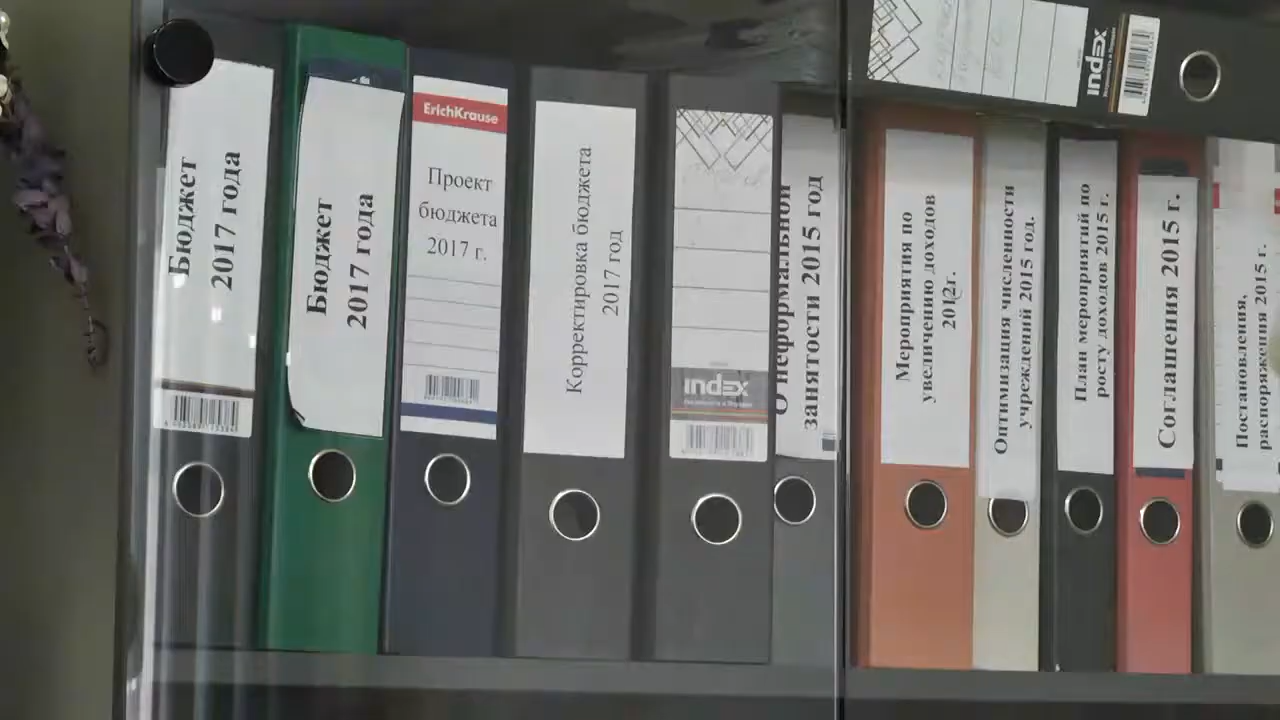 Бюджет
2017 года
Бюджет
2017 года
ErichKrause
Проект
бюджета
2017 г.
Корректировка бюджета
2017 год
index
О неформальной
занятости 2015 год
index
Мероприятия по
увеличению доходов
2012г.
Оптимизация численности
учреждений 2015 год.
План мероприятий по
росту доходов 2015 г.
Соглашения 2015 г.
Постановления,
распоряжения 2015 г.